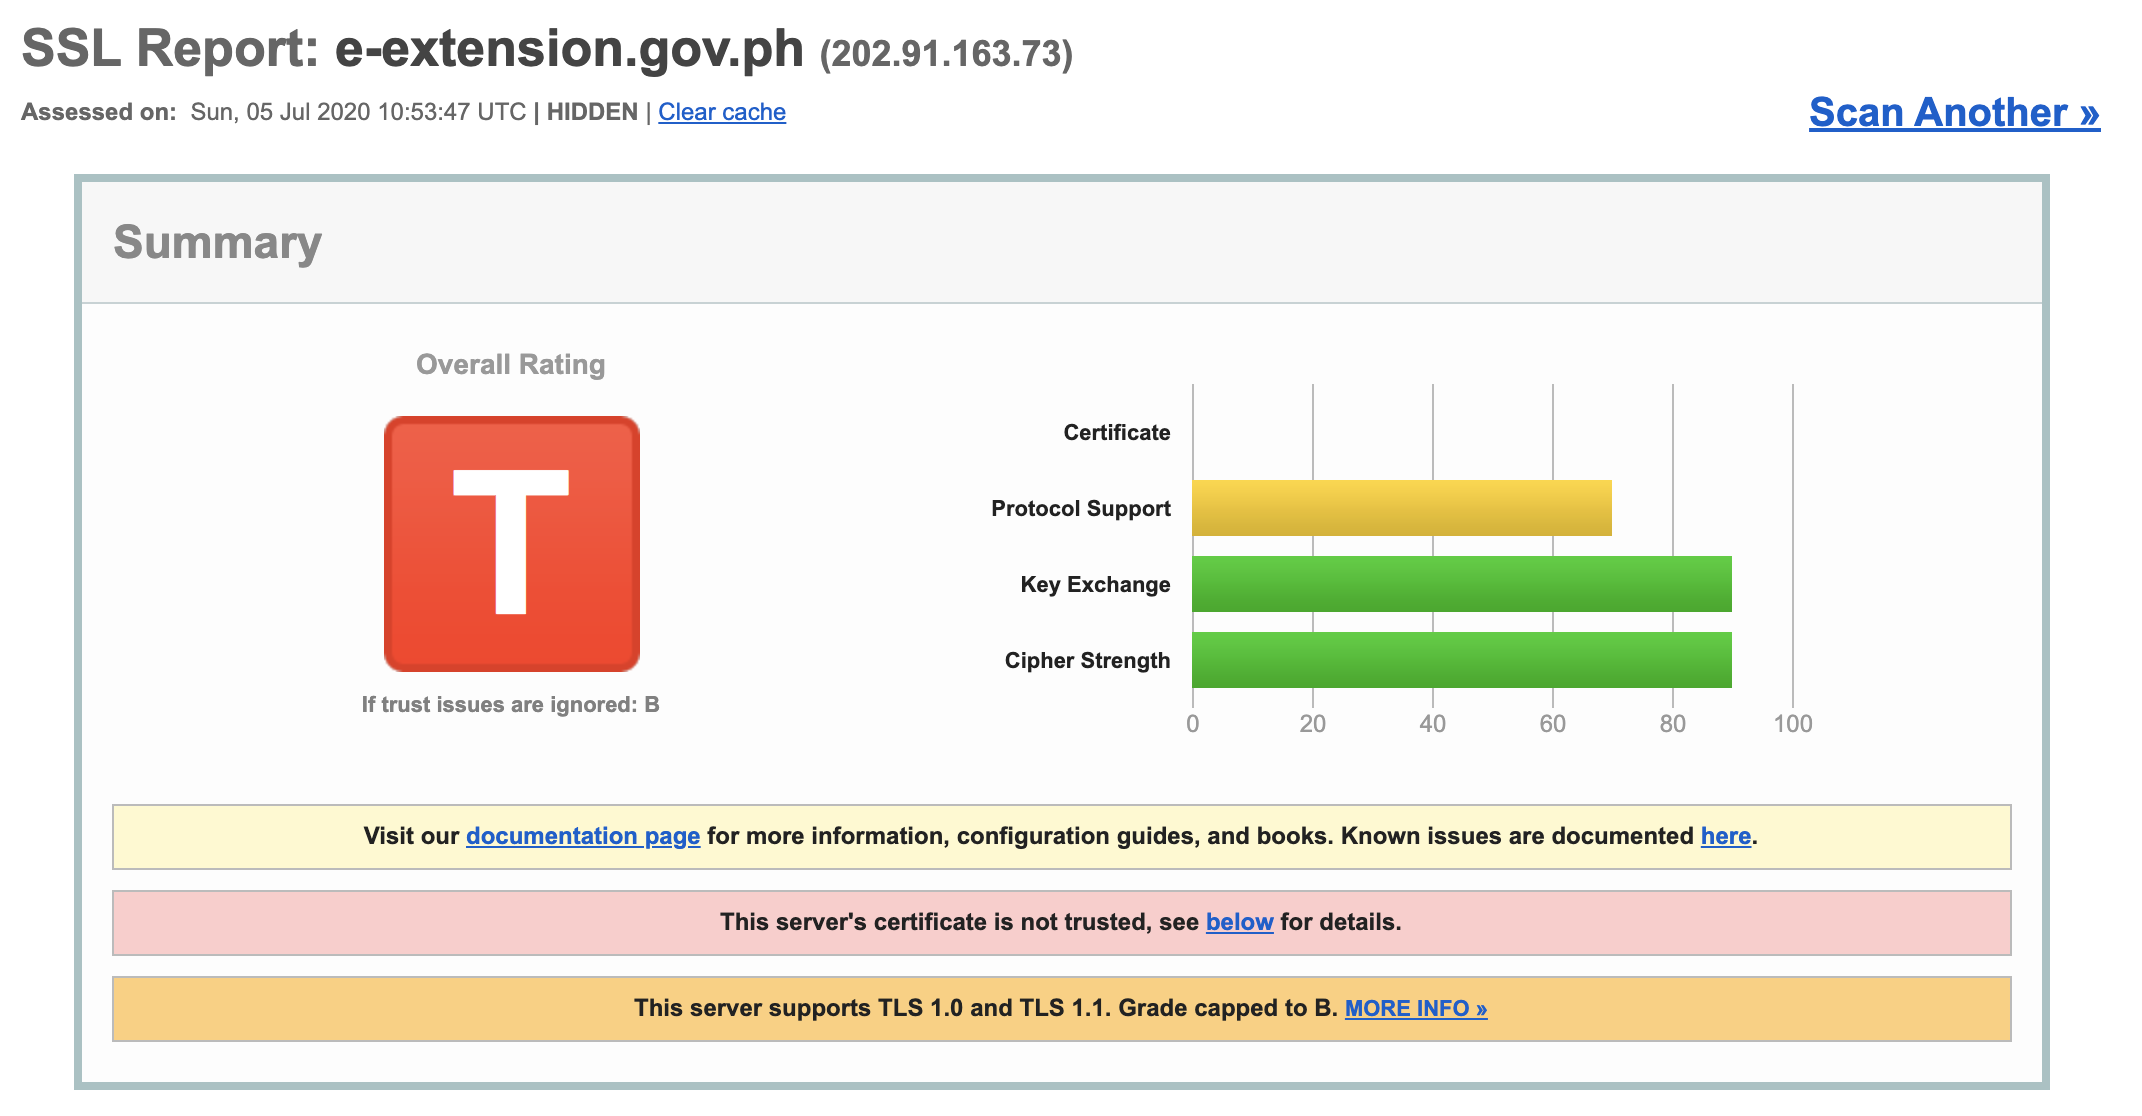 SSL Report: e-extension.gov.ph (202.91.163.73)
Assessed on: Sun, 05 Jul 2020 10:53:47 UTC | HIDDEN | Clear cache
Scan Another »
Summary
Overall Rating
T
If trust issues are ignored: B
Certificate
Protocol Support
Key Exchange
Cipher Strength
0 20 40 60 80 100
Visit our documentation page for more information, configuration guides, and books. Known issues are documented here.
This server's certificate is not trusted, see below for details.
This server supports TLS 1.0 and TLS 1.1. Grade capped to B. MORE INFO »